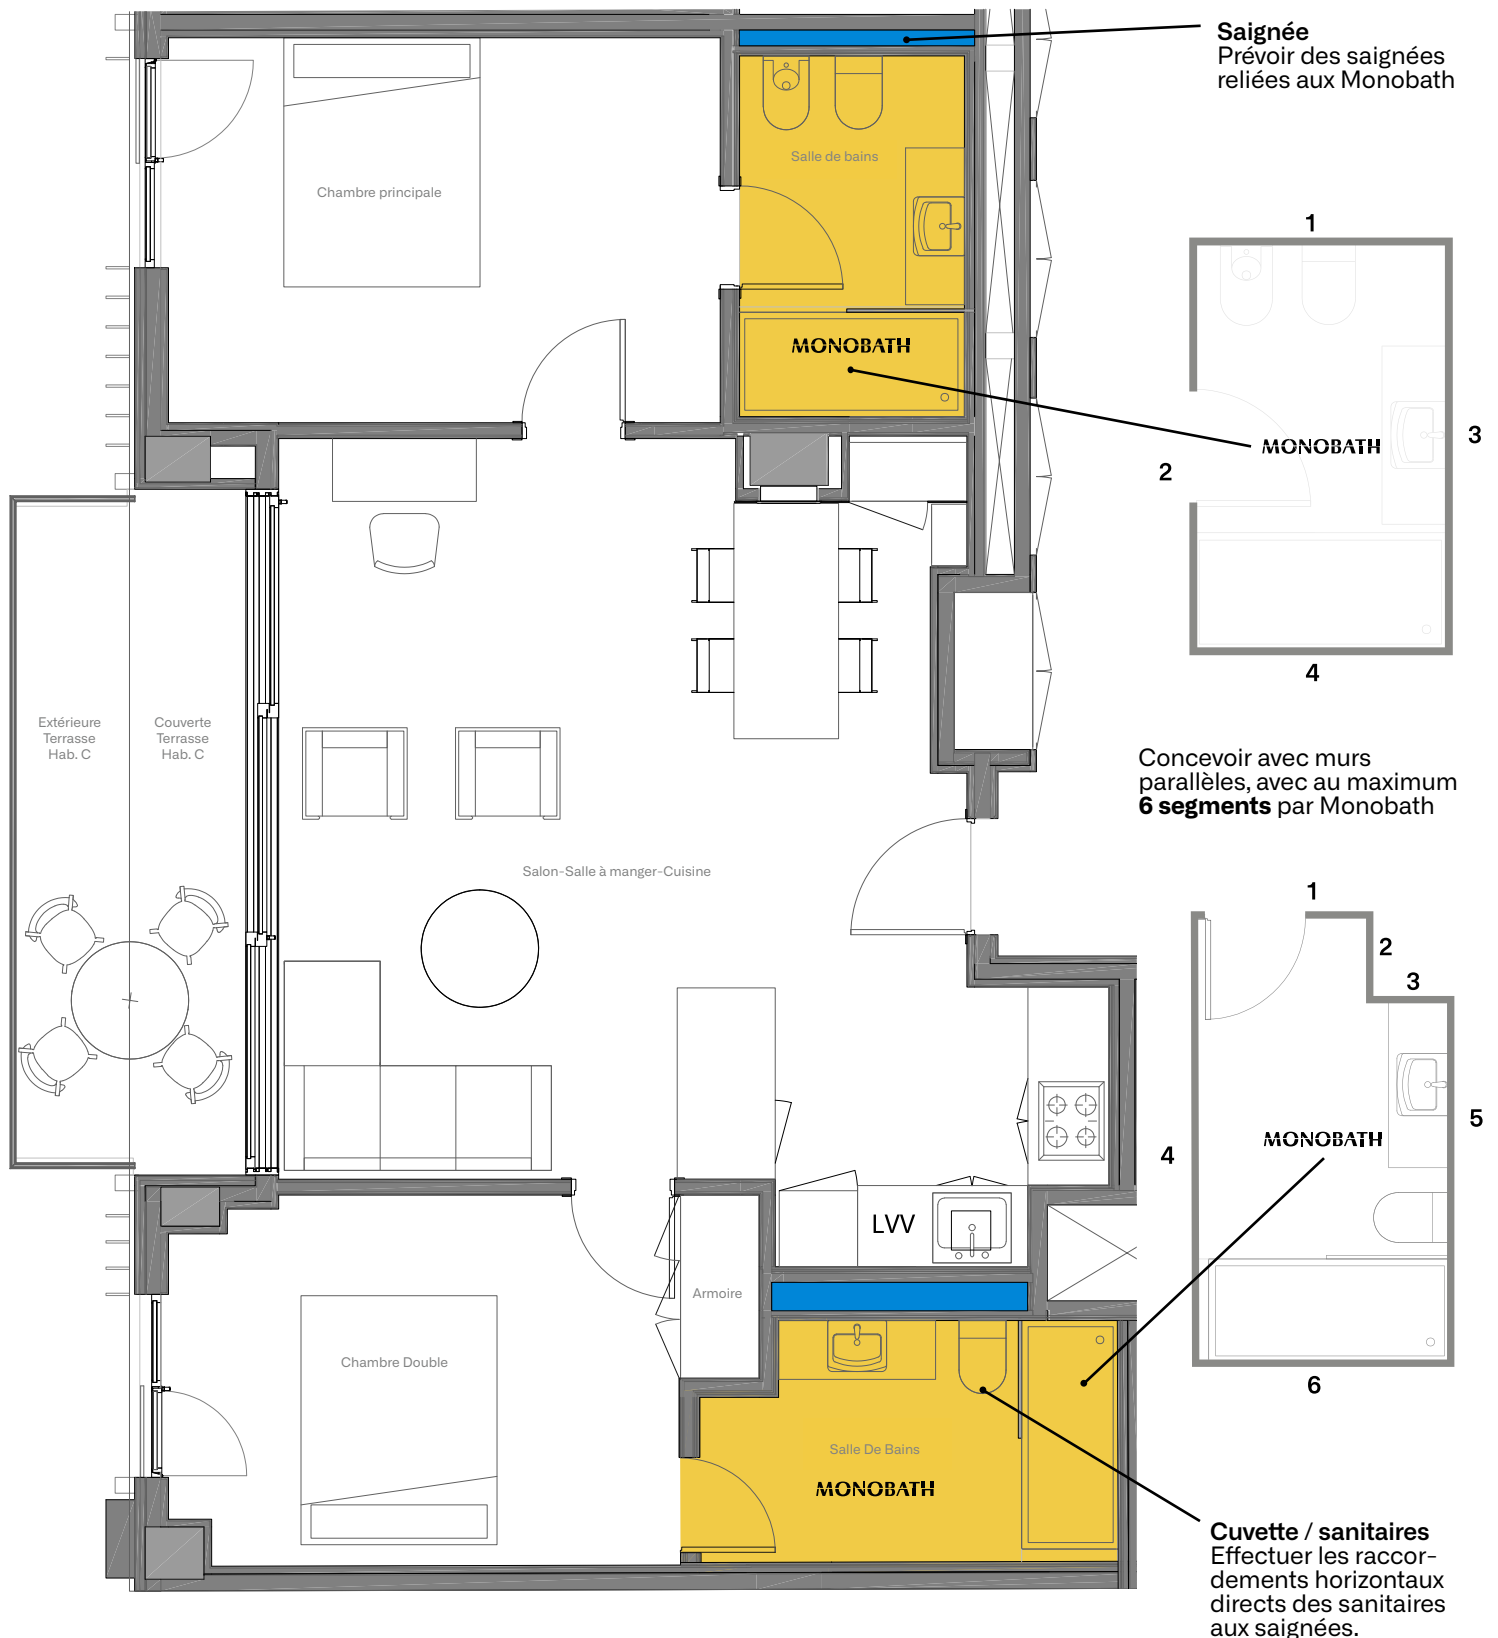 Saignée
Prévoir des saignées
reliées aux Monobath
Salle de bains
Chambre principale
MONOBATH
1
2
3
4
MONOBATH
Extérieure
Terrasse
Hab. C
Couverte
Terrasse
Hab. C
Concevoir avec murs
parallèles, avec au maximum
6 segments par Monobath
Salon-Salle à manger-Cuisine
1
2
3
4
5
6
MONOBATH
LVV
Armoire
Chambre Double
Salle De Bains
MONOBATH
Cuvette / sanitaires
Effectuer les raccor-
dements horizontaux
directs des sanitaires
aux saignées.